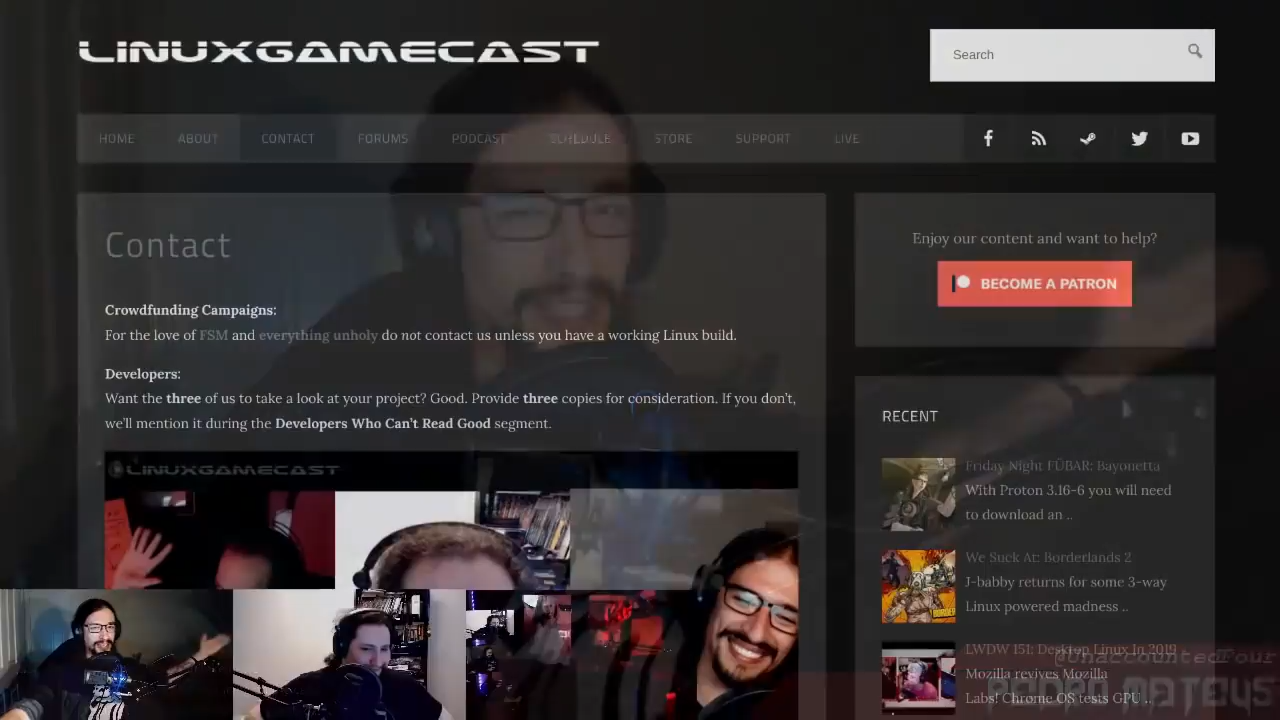 LINUXGAMECAST
Search
HOME ABOUT CONTACT FORUMS PODCAST SCHEDULE STORE SUPPORT LIVE
Contact
Crowdfunding Campaigns:
For the love of FSM and everything unholy do not contact us unless you have a working Linux build.
Developers:
Want the three of us to take a look at your project? Good. Provide three copies for consideration. If you don't,
we'll mention it during the Developers Who Can't Read Good segment.
LINUXGAMECAST
Enjoy our content and want to help?
BECOME A PATRON
RECENT
Friday Night FÜBAR: Bayonetta
With Proton 3.16-6 you will need
to download an ..
We Suck At: Borderlands 2
J-babby returns for some 3-way
Linux powered madness ..
LWDW 151: Desktop Linux In 2019
Mozilla revives Mozilla
Labs! Chrome OS tests GPU ..
@UnaccountedFour
PEDRO MATEUS